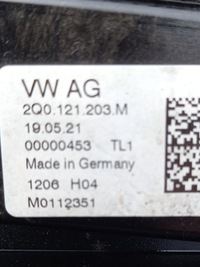 VW AG
2Q0.121.203.M
19.05.21
00000453 TL1
Made in Germany
1206 H04
M0112351